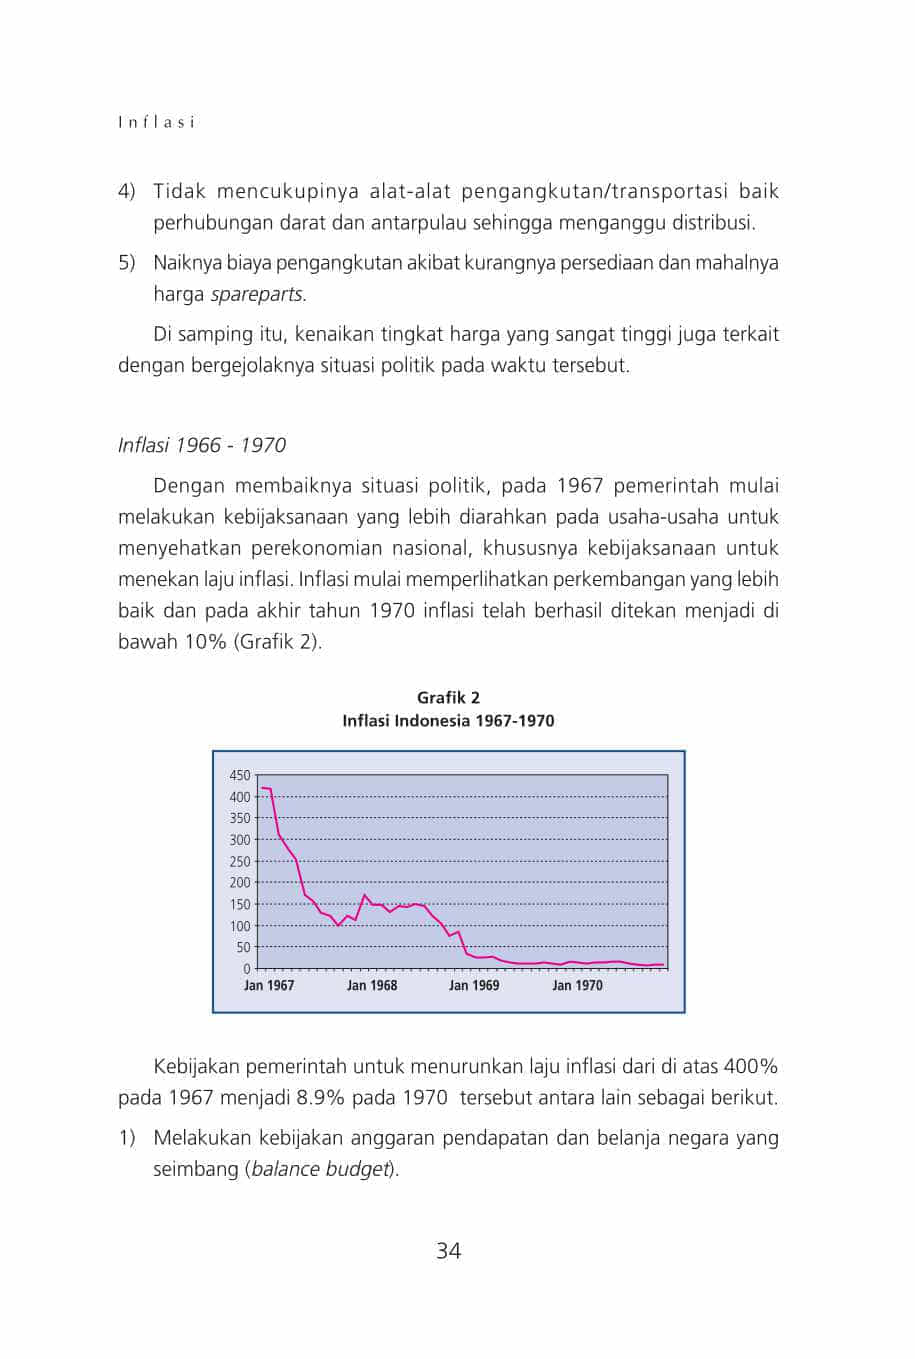 Inflasi
4) Tidak mencukupinya alat-alat pengangkutan/transportasi baik
perhubungan darat dan antarpulau sehingga menganggu distribusi.
5) Naiknya biaya pengangkutan akibat kurangnya persediaan dan mahalnya
harga spareparts.
Di samping itu, kenaikan tingkat harga yang sangat tinggi juga terkait
dengan bergejolaknya situasi politik pada waktu tersebut.
Inflasi 1966 - 1970
Dengan membaiknya situasi politik, pada 1967 pemerintah mulai
melakukan kebijaksanaan yang lebih diarahkan pada usaha-usaha untuk
menyehatkan perekonomian nasional, khususnya kebijaksanaan untuk
menekan laju inflasi. Inflasi mulai memperlihatkan perkembangan yang lebih
baik dan pada akhir tahun 1970 inflasi telah berhasil ditekan menjadi di
bawah 10% (Grafik 2).
Grafik 2
Inflasi Indonesia 1967-1970
450
400
350
300
250
200
150
100
50
0
Jan 1967 Jan 1968 Jan 1969 Jan 1970
Kebijakan pemerintah untuk menurunkan laju inflasi dari di atas 400%
pada 1967 menjadi 8.9% pada 1970 tersebut antara lain sebagai berikut.
1) Melakukan kebijakan anggaran pendapatan dan belanja negara yang
seimbang (balance budget).
34